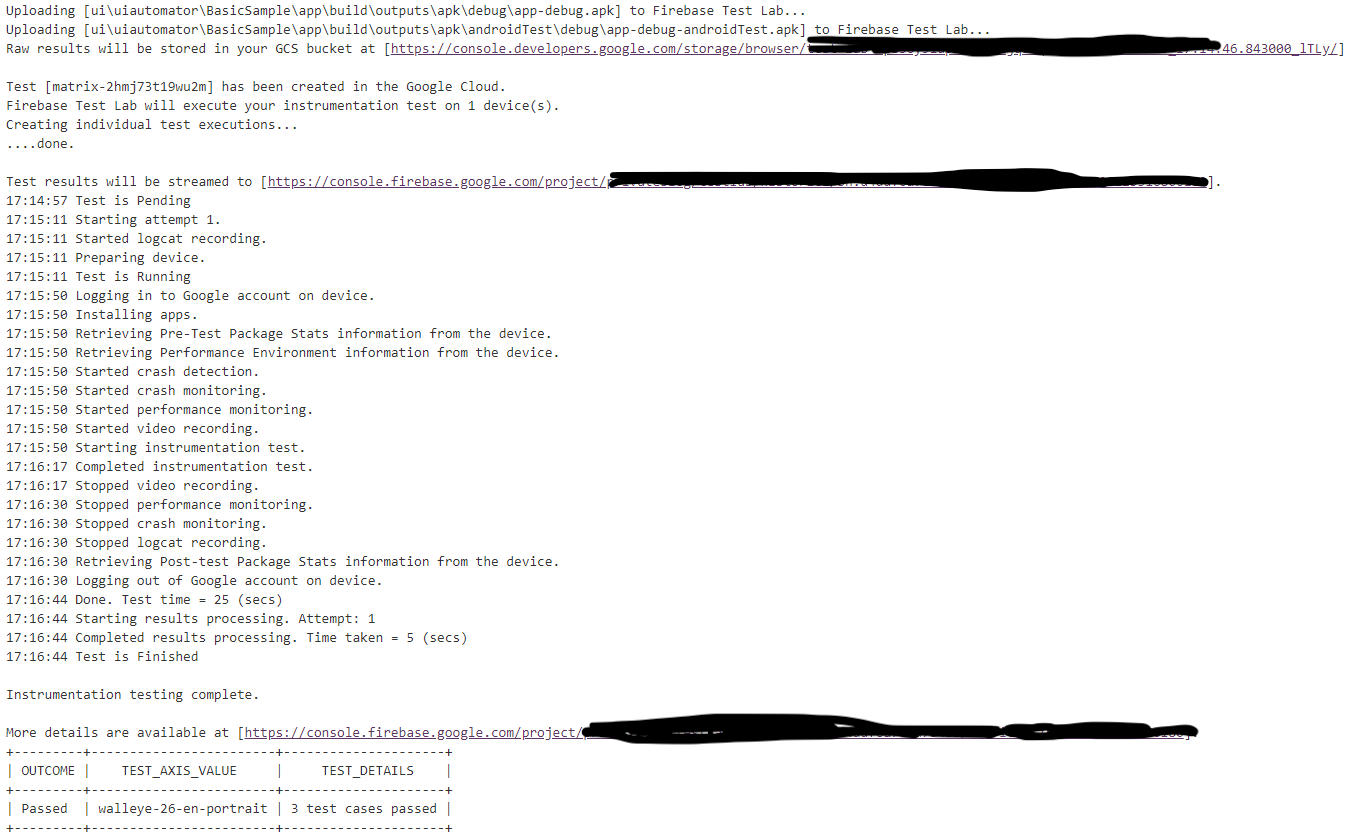 Uploading [ui\uiautomator\BasicSample\app\build\outputs\apk\debug\app-debug.apk] to Firebase Test Lab...
Uploading [ui\uiautomator\BasicSample\app\build\outputs\apk\androidTest\debug\app-debug-androidTest.apk] to Firebase Test Lab...
Raw results will be stored in your GCS bucket at [https://console.developers.google.com/storage/browser/ 46.843000_lTLy/]
Test [matrix-2hmj73t19wu2m] has been created in the Google Cloud.
Firebase Test Lab will execute your instrumentation test on 1 device(s).
Creating individual test executions...
....done.
Test results will be streamed to [https://console.firebase.google.com/project/ ].
17:14:57 Test is Pending
17:15:11 Starting attempt 1.
17:15:11 Started logcat recording.
17:15:11 Preparing device.
17:15:11 Test is Running
17:15:50 Logging in to Google account on device.
17:15:50 Installing apps.
17:15:50 Retrieving Pre-Test Package Stats information from the device.
17:15:50 Retrieving Performance Environment information from the device.
17:15:50 Started crash detection.
17:15:50 Started crash monitoring.
17:15:50 Started performance monitoring.
17:15:50 Started video recording.
17:15:50 Starting instrumentation test.
17:16:17 Completed instrumentation test.
17:16:17 Stopped video recording.
17:16:30 Stopped performance monitoring.
17:16:30 Stopped crash monitoring.
17:16:30 Stopped logcat recording.
17:16:30 Retrieving Post-test Package Stats information from the device.
17:16:30 Logging out of Google account on device.
17:16:44 Done. Test time = 25 (secs)
17:16:44 Starting results processing. Attempt: 1
17:16:44 Completed results processing. Time taken = 5 (secs)
17:16:44 Test is Finished
Instrumentation testing complete.
More details are available at [https://console.firebase.google.com/project/
+---------+------------------------+---------------------+
| OUTCOME |    TEST_AXIS_VALUE     |     TEST_DETAILS    |
+---------+------------------------+---------------------+
| Passed  | walleye-26-en-portrait | 3 test cases passed |
+---------+------------------------+---------------------+